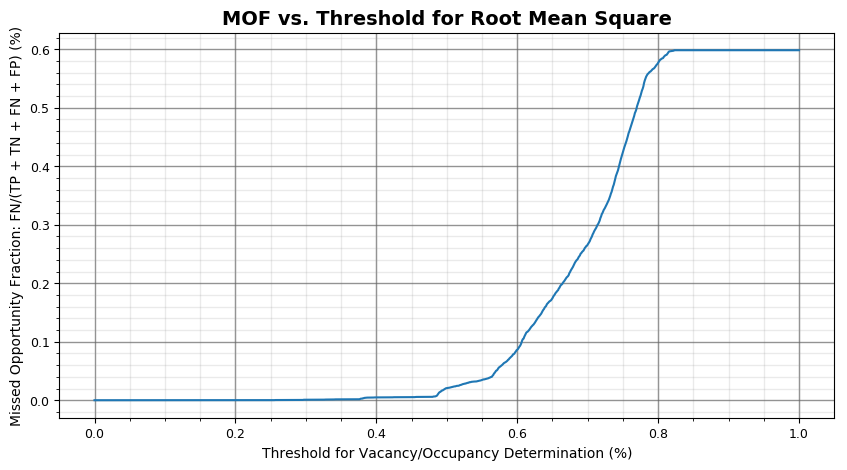 MOF vs. Threshold for Root Mean Square
Missed Opportunity Fraction: FN/(TP + TN + FN + FP) (%)
0.6
0.5
0.4
0.3
0.2
0.1
0.0
0.0 0.2 0.4 0.6 0.8 1.0
Threshold for Vacancy/Occupancy Determination (%)